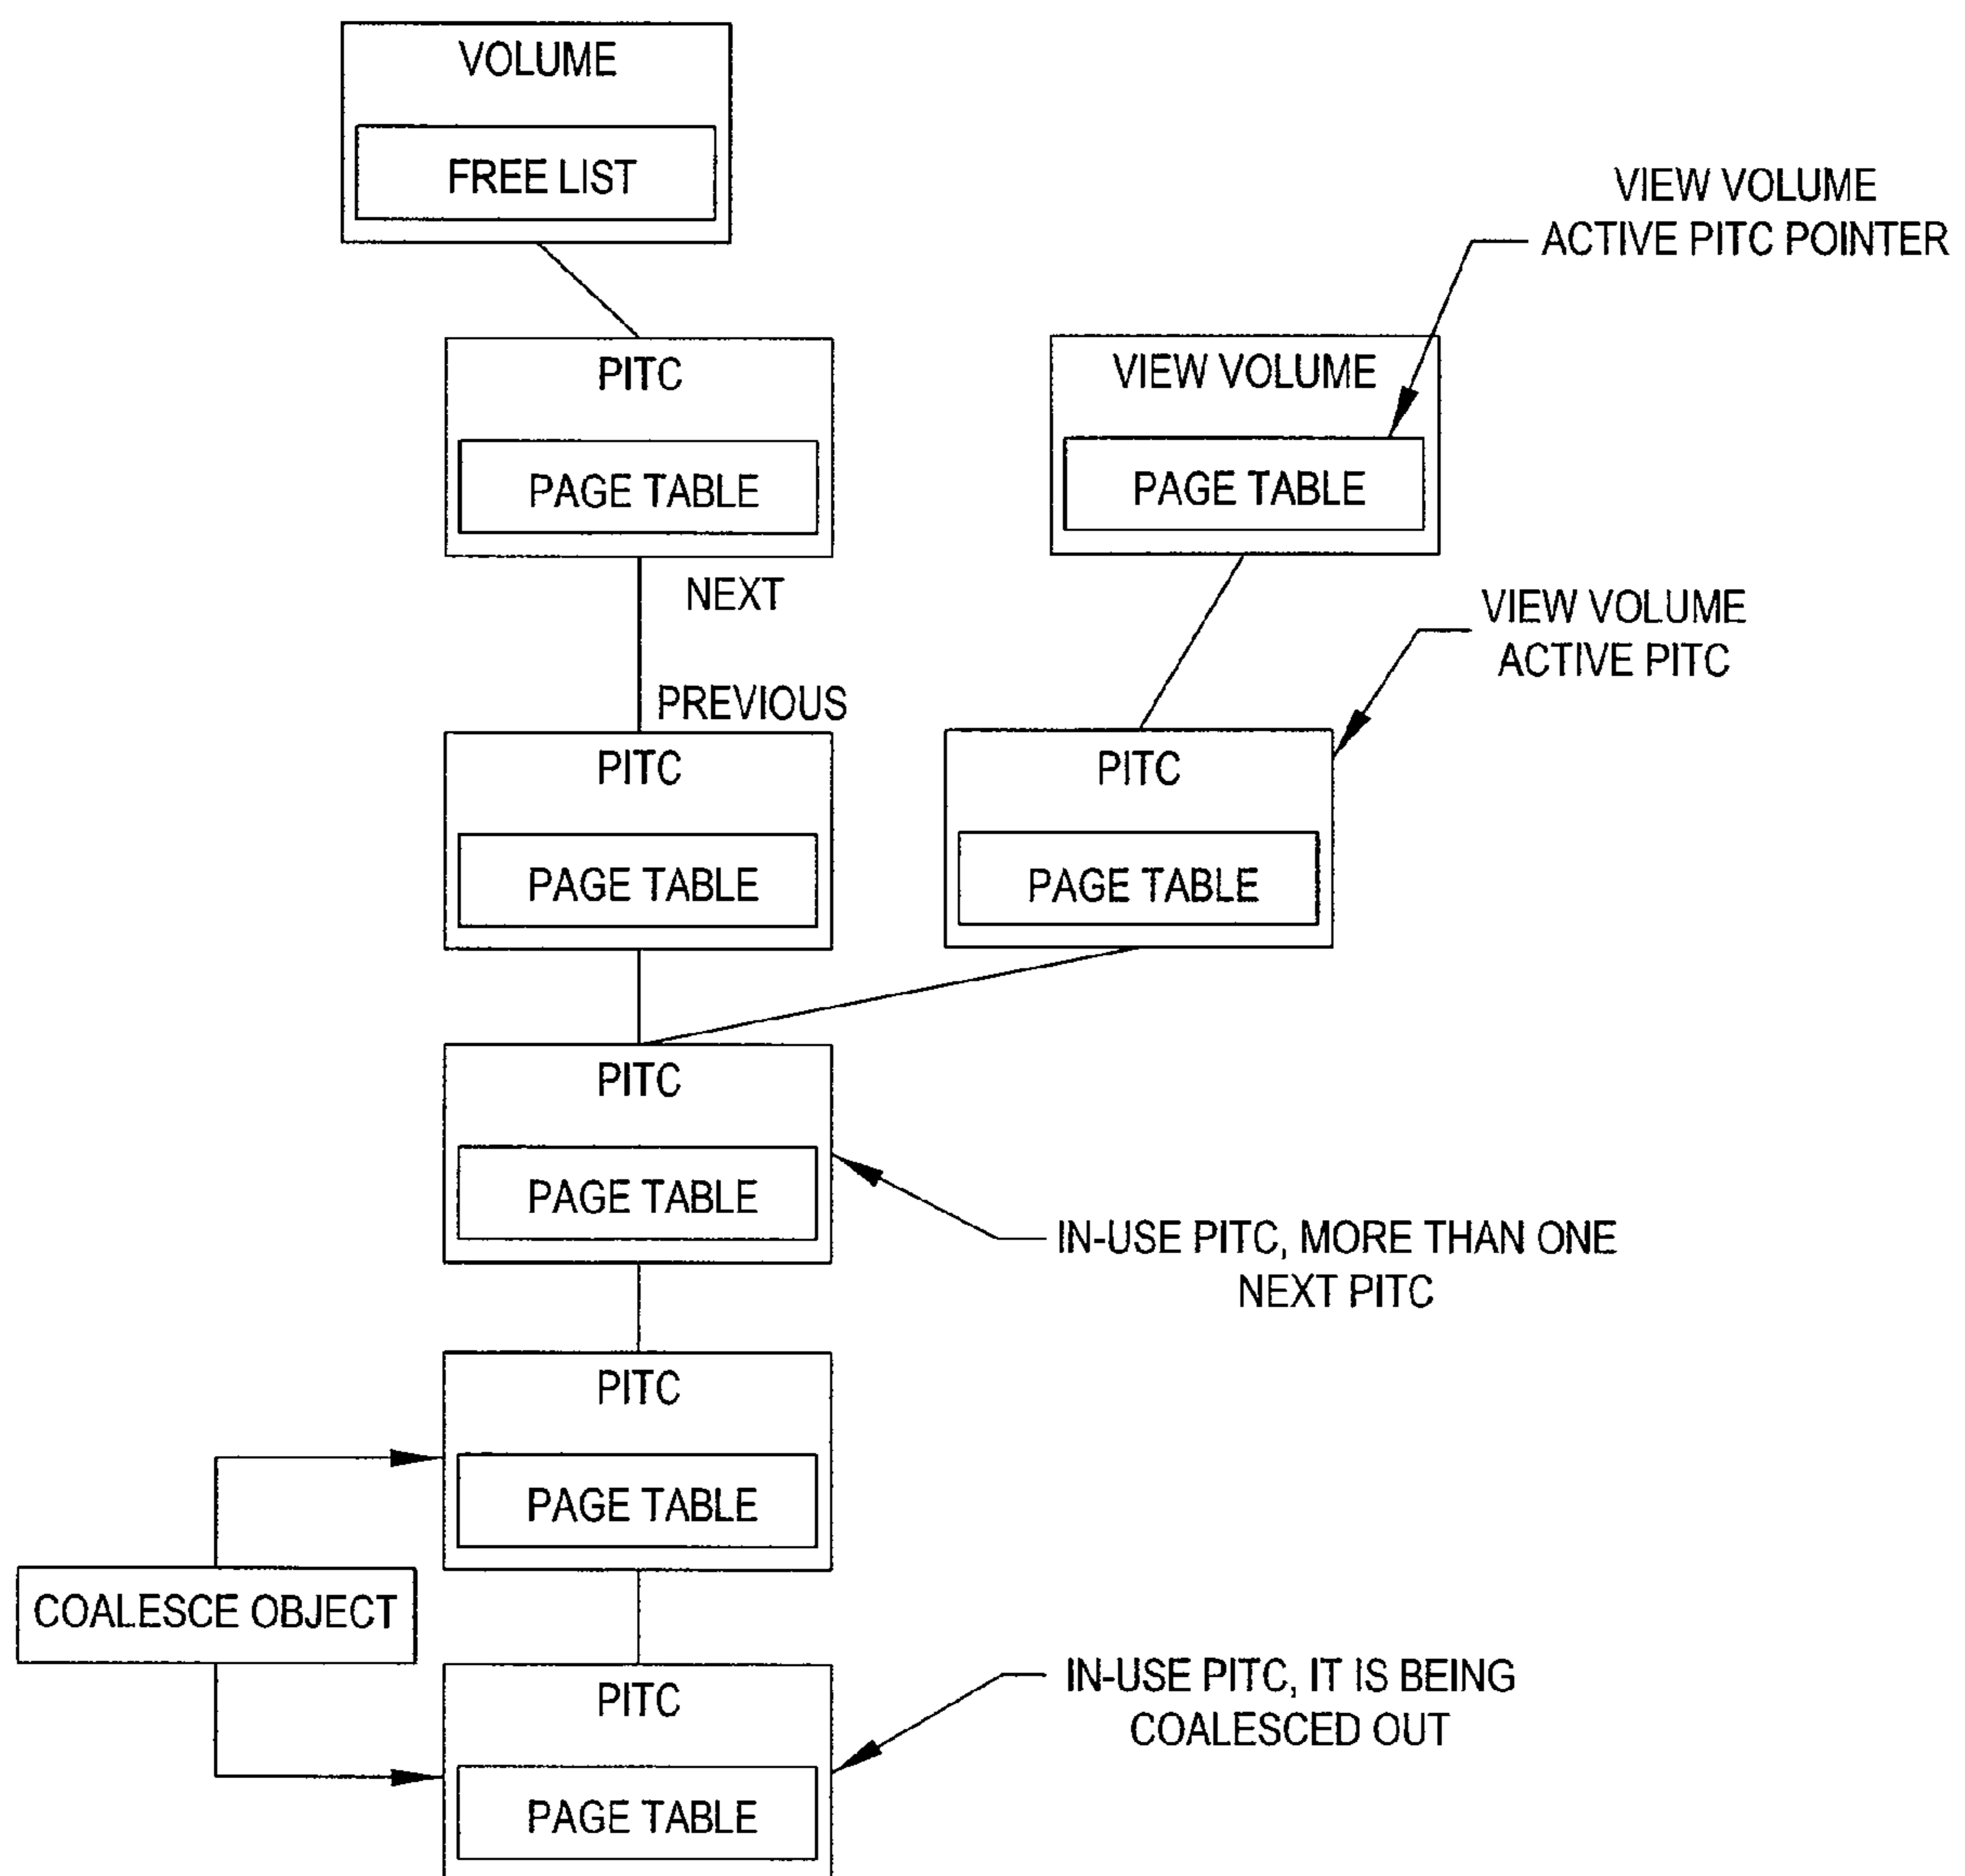 VOLUME
FREE LIST
VIEW VOLUME
ACTIVE PITC POINTER
PITC
PAGE TABLE
VIEW VOLUME
PAGE TABLE
NEXT
PREVIOUS
VIEW VOLUME
ACTIVE PITC
PITC
PAGE TABLE
PITC
PAGE TABLE
PITC
PAGE TABLE
IN-USE PITC, MORE THAN ONE
NEXT PITC
PITC
PAGE TABLE
COALESCE OBJECT
PITC
PAGE TABLE
IN-USE PITC, IT IS BEING
COALESCED OUT